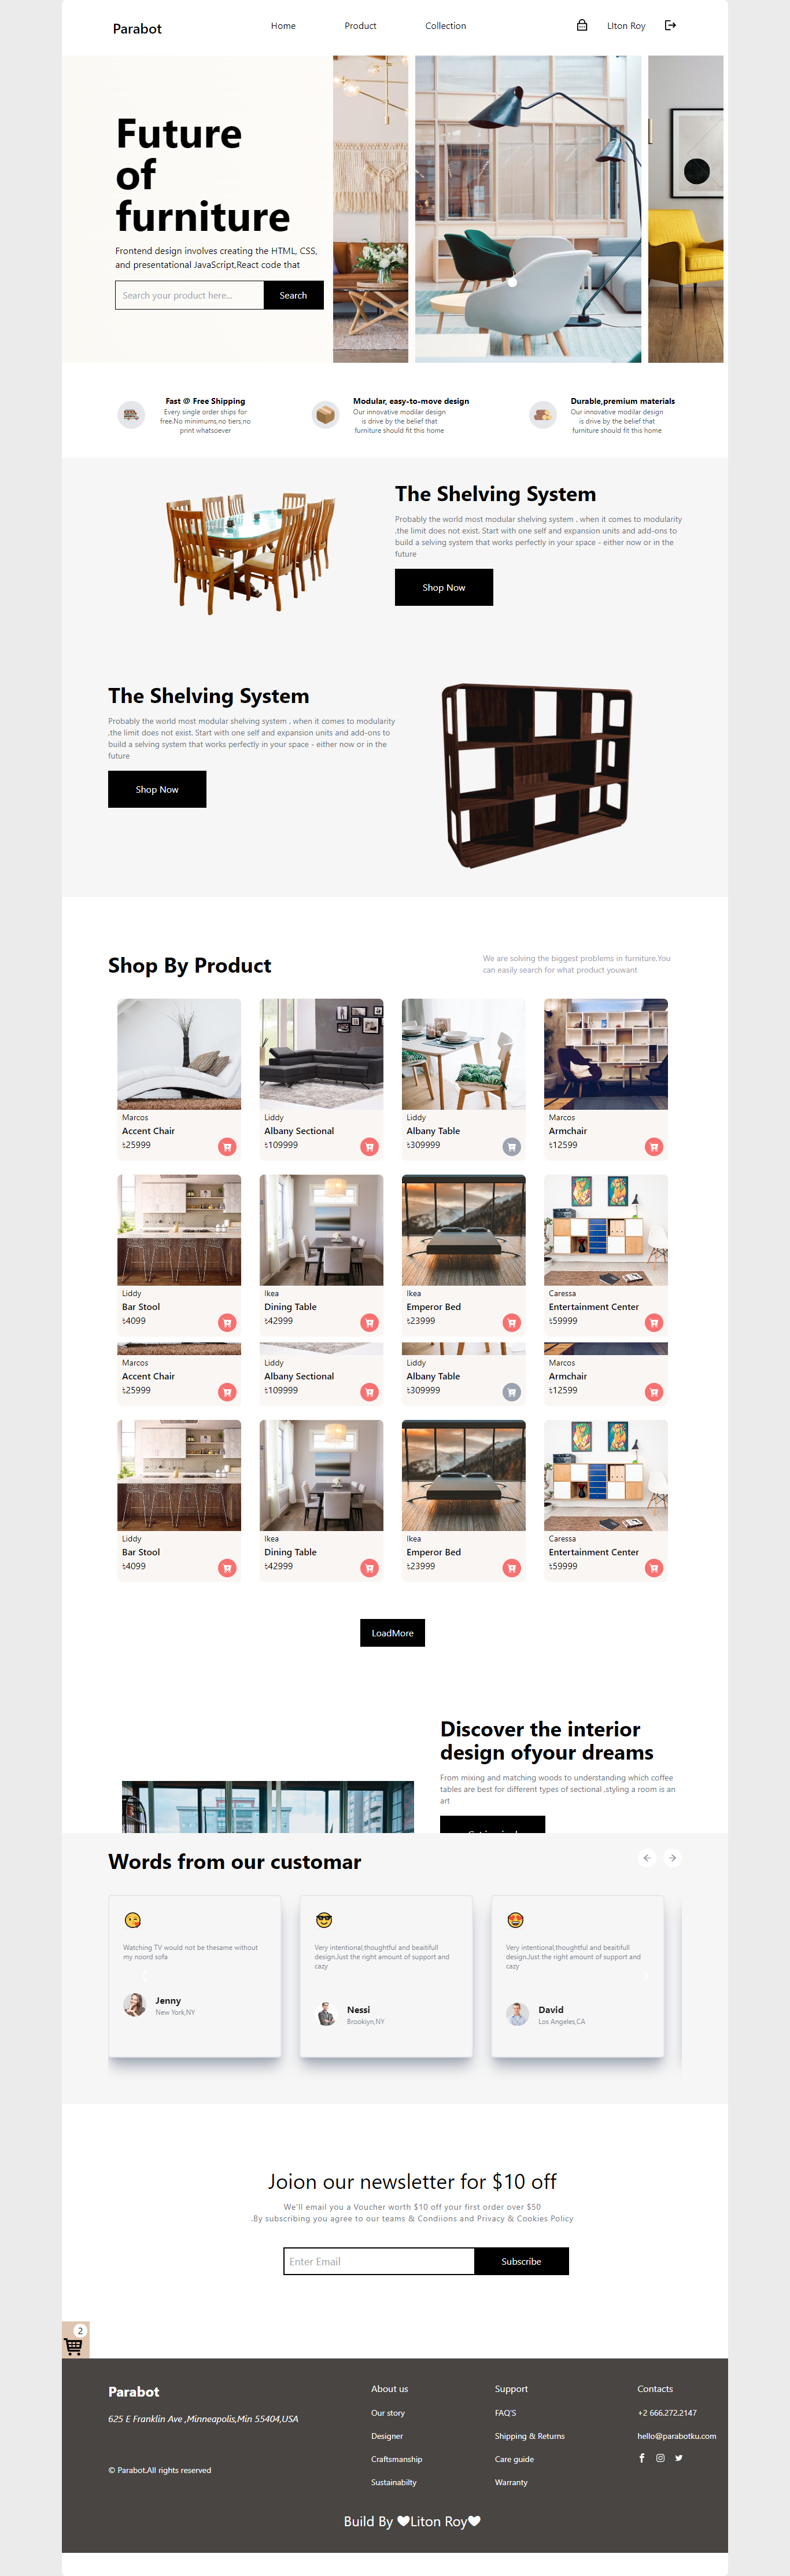 Parabot
Home
Product
Collection
LIton Roy
Future
of
furniture
Frontend design involves creating the HTML, CSS,
and presentational JavaScript,React code that
Search your product here...
Search
Fast @ Free Shipping
Every single order ships for
free.No minimums,no tiers,no
print whatsoever
Modular, easy-to-move design
Our innovative modilar design
is drive by the belief that
furniture should fit this home
Durable,premium materials
Our innovative modilar design
is drive by the belief that
furniture should fit this home
The Shelving System
Probably the world most modular shelving system . when it comes to modularity
.the limit does not exist. Start with one self and expansion units and add-ons to
build a selving system that works perfectly in your space - either now or in the
future
Shop Now
The Shelving System
Probably the world most modular shelving system . when it comes to modularity
.the limit does not exist. Start with one self and expansion units and add-ons to
build a selving system that works perfectly in your space - either now or in the
future
Shop Now
Shop By Product
We are solving the biggest problems in furniture.You
can easily search for what product youwant
Marcos
Accent Chair
৳25999
Liddy
Albany Sectional
৳109999
Liddy
Albany Table
৳309999
Marcos
Armchair
৳12599
Liddy
Bar Stool
৳4099
Ikea
Dining Table
৳42999
Ikea
Emperor Bed
৳23999
Caressa
Entertainment Center
৳59999
Marcos
Accent Chair
৳25999
Liddy
Albany Sectional
৳109999
Liddy
Albany Table
৳309999
Marcos
Armchair
৳12599
Liddy
Bar Stool
৳4099
Ikea
Dining Table
৳42999
Ikea
Emperor Bed
৳23999
Caressa
Entertainment Center
৳59999
LoadMore
Discover the interior
design ofyour dreams
From mixing and matching woods to understanding which coffee
tables are best for different types of sectional ,styling a room is an
art
Words from our customar
Watching TV would not be thesame without
my noord sofa
Jenny
New York,NY
Very intentional,thoughtful and beaitifull
design.Just the right amount of support and
cazy
Nessi
Brookiyn,NY
Very intentional,thoughtful and beaitifull
design.Just the right amount of support and
cazy
David
Los Angeles,CA
Joion our newsletter for $10 off
We'll email you a Voucher worth $10 off your first order over $50
.By subscribing you agree to our teams & Condiions and Privacy & Cookies Policy
Enter Email
Subscribe
2
Parabot
625 E Franklin Ave ,Minneapolis,Min 55404,USA
© Parabot.All rights reserved
About us
Our story
Designer
Craftsmanship
Sustainabilty
Support
FAQ'S
Shipping & Returns
Care guide
Warranty
Contacts
+2 666.272.2147
hello@parabotku.com
Build By 🖤Liton Roy🖤